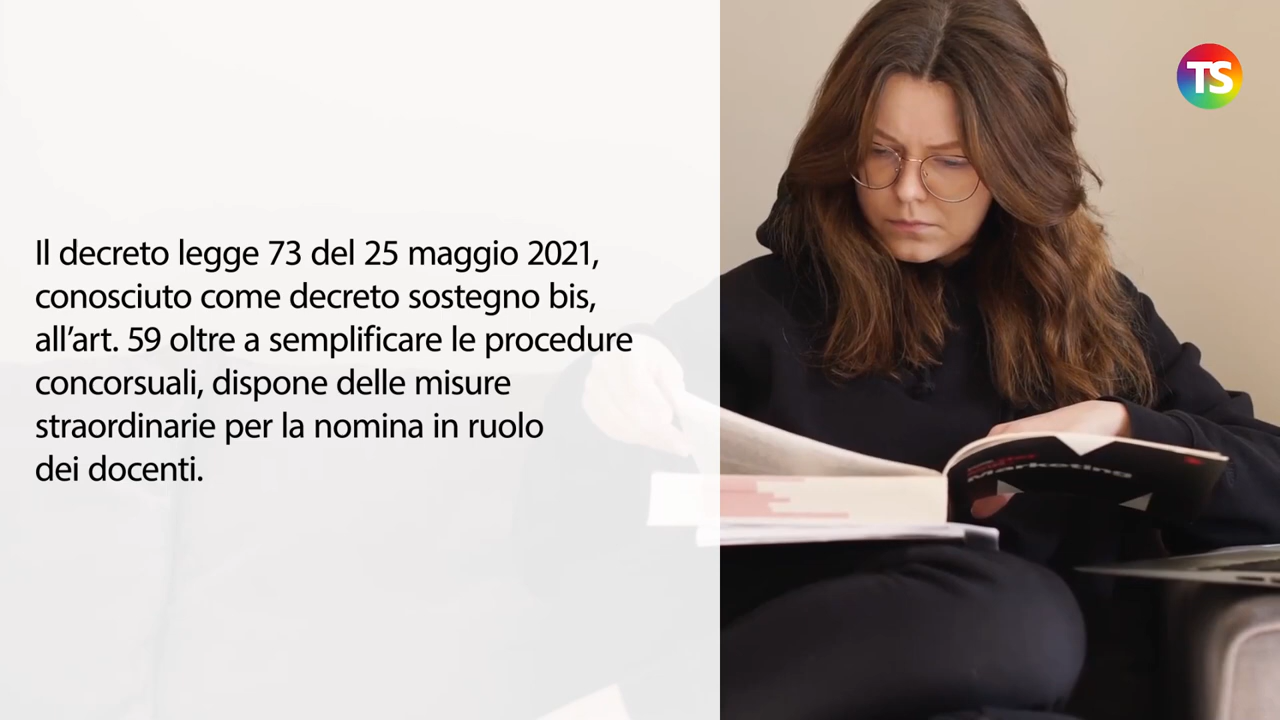 TS
Il decreto legge 73 del 25 maggio 2021,
conosciuto come decreto sostegno bis,
all’art. 59 oltre a semplificare le procedure
concorsuali, dispone delle misure
straordinarie per la nomina in ruolo
dei docenti.
Marketing